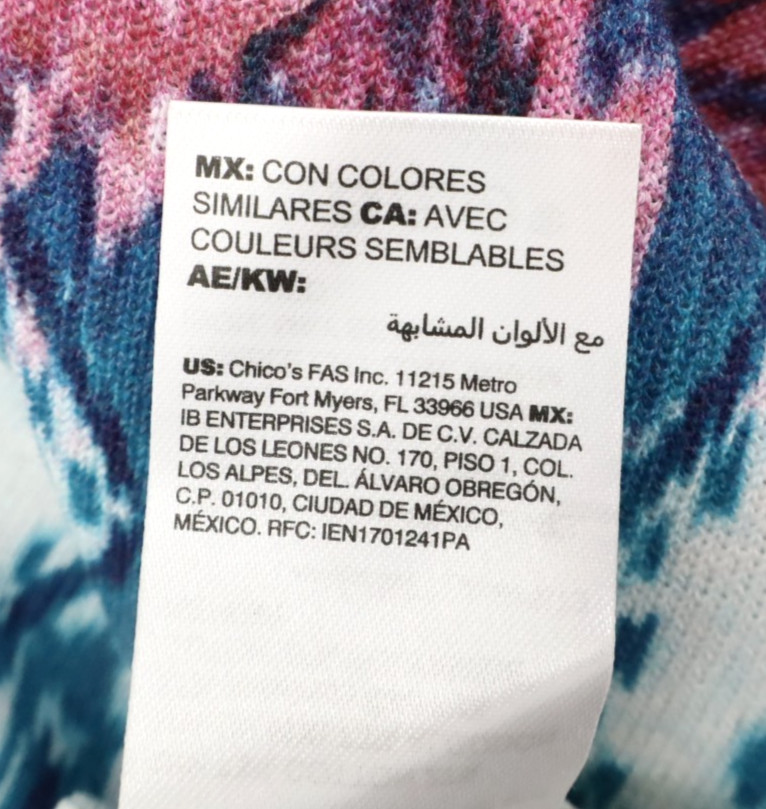 MX: CON COLORES
SIMILARES CA: AVEC
COULEURS SEMBLABLES
AE/KW:
مع الألوان المشابهة
US: Chico's FAS Inc. 11215 Metro
Parkway Fort Myers, FL 33966 USA MX:
IB ENTERPRISES S.A. DE C.V. CALZADA
DE LOS LEONES NO. 170, PISO 1, COL.
LOS ALPES, DEL. ÁLVARO OBREGÓN,
C.P. 01010, CIUDAD DE MÉXICO,
MÉXICO. RFC: IEN1701241PA